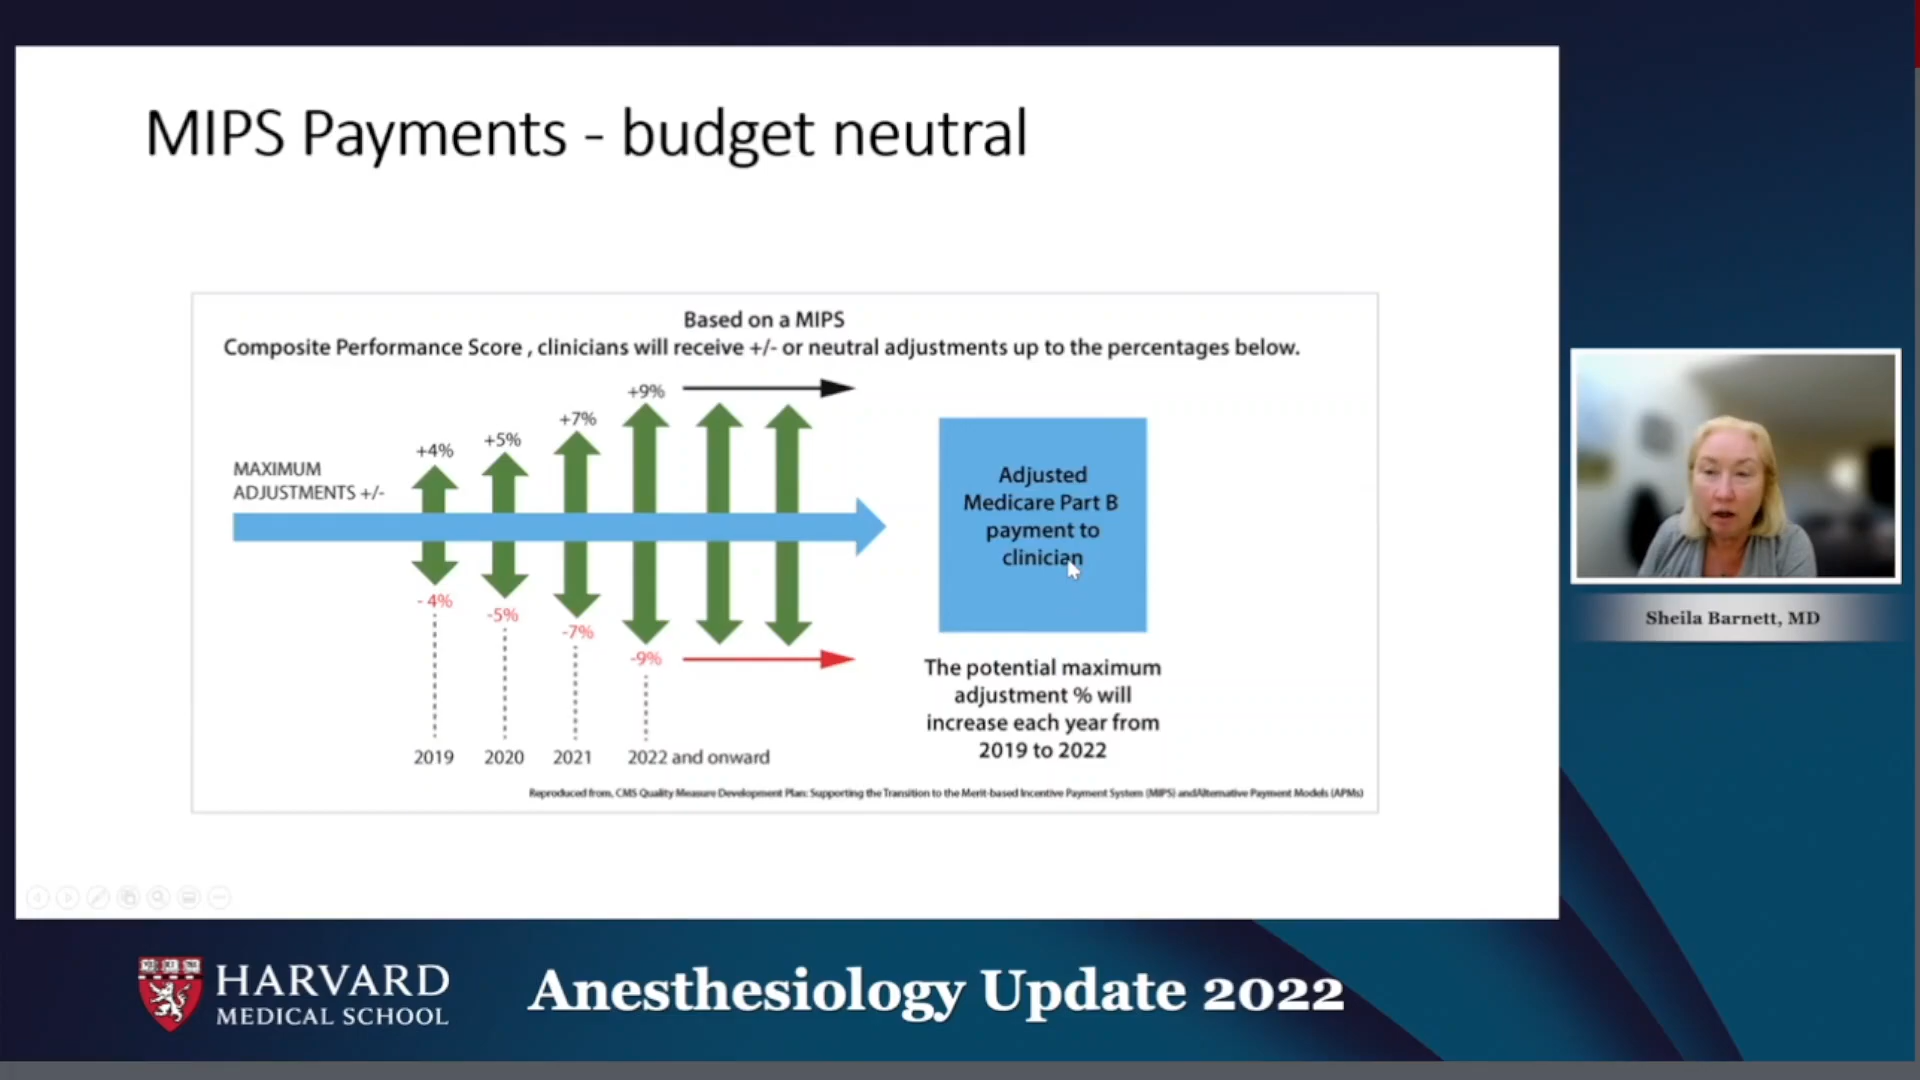 MIPS Payments - budget neutral
Based on a MIPS
Composite Performance Score , clinicians will receive +/- or neutral adjustments up to the percentages below.
MAXIMUM
ADJUSTMENTS +/-
+4%
+5%
+7%
+9%
- 4%
-5%
-7%
-9%
2019
2020
2021
2022 and onward
Adjusted
Medicare Part B
payment to
clinician
The potential maximum
adjustment % will
increase each year from
2019 to 2022
Reproduced from, CMS Quality Measure Development Plan: Supporting the Transition to the Merit-based Incentive Payment System (MIPS) andAlternative Payment Models (APMs)
Sheila Barnett, MD
HARVARD
MEDICAL SCHOOL
Anesthesiology Update 2022